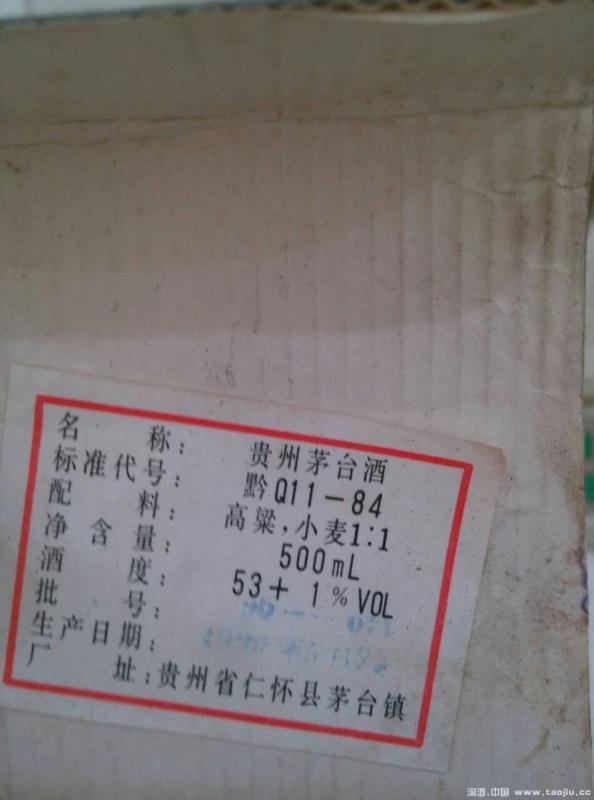 名称：贵州茅台酒
标准代号：黔Q11-84
配料：高粱，小麦1:1
净含量：500mL
酒度：53+1%VOL
批号：
生产日期：
厂址：贵州省仁怀县茅台镇
淘酒.中国 www.taojiu.cc